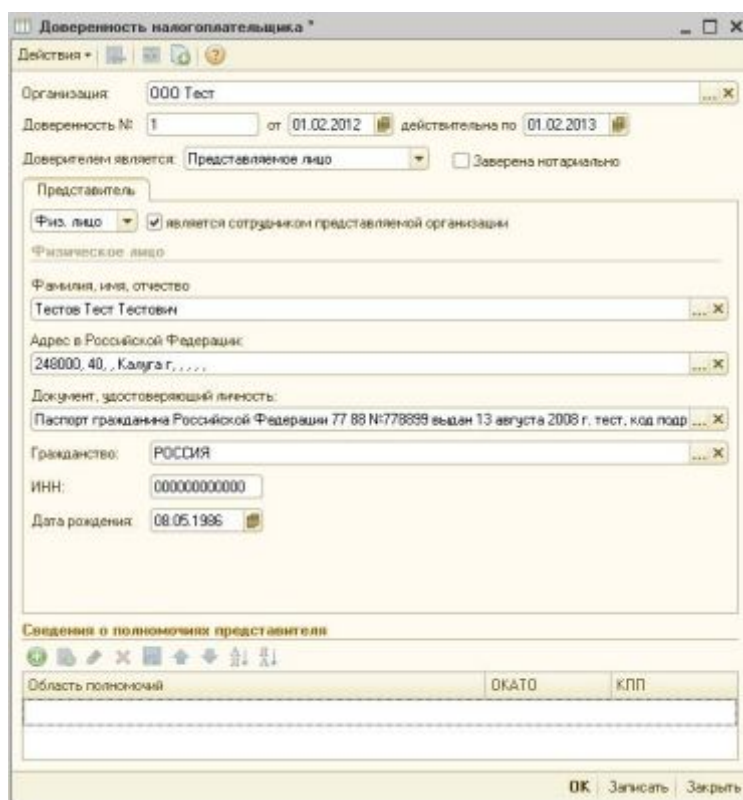 Доверенность налогоплательщика *
Действия
Организация: ООО Тест ... ×
Доверенность №: 1 от 01.02.2012 действительна по 01.02.2013
Доверителем является: Представляемое лицо Заверена нотариально
Представитель
Физ. лицо является сотрудником представляемой организации
Физическое лицо
Фамилия, имя, отчество
Тестов Тест Тестович ... ×
Адрес в Российской Федерации:
248000, 40, , Калуга г, , , , ,  ... ×
Документ, удостоверяющий личность:
Паспорт гражданина Российской Федерации 77 88 №778899 выдан 13 августа 2008 г. тест, код подр ... ×
Гражданство: РОССИЯ ... ×
ИНН: 000000000000
Дата рождения: 08.05.1986
Сведения о полномочиях представителя
Область полномочий ОКАТО КПП
OK Записать Закрыть